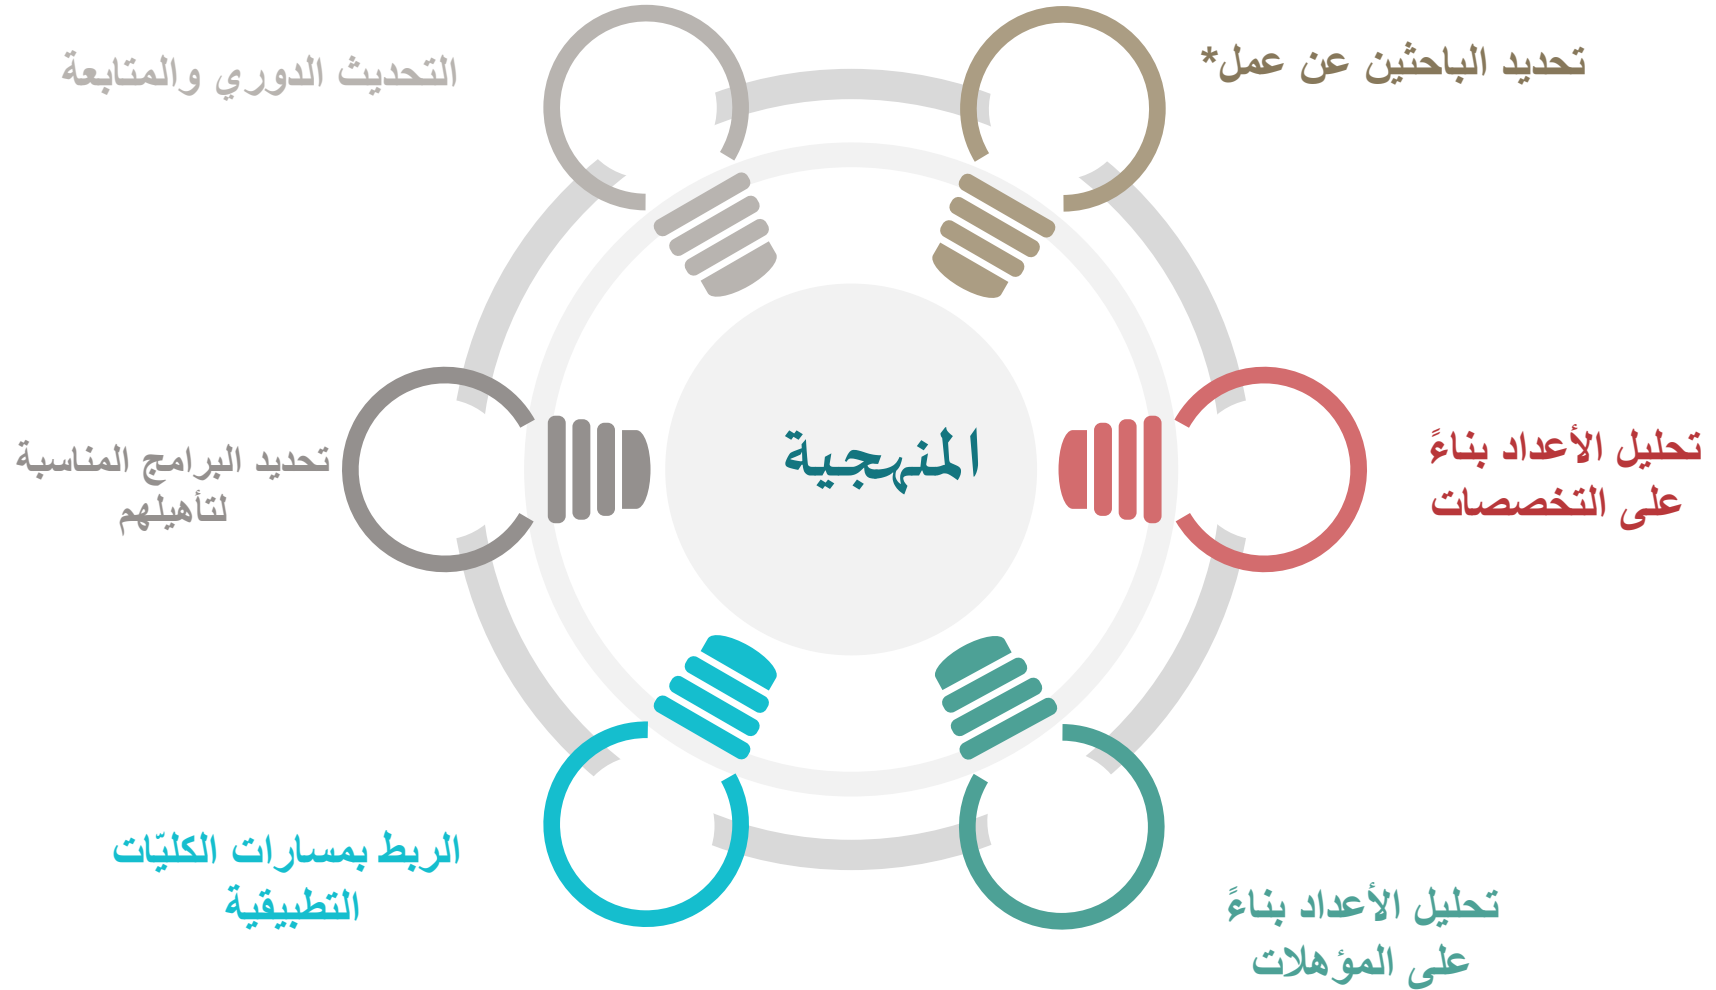 المنهجية
تحديد الباحثين عن عمل*
تحليل الأعداد بناءً
على التخصصات
تحليل الأعداد بناءً
على المؤهلات
الربط بمسارات الكليّات
التطبيقية
تحديد البرامج المناسبة
لتأهيلهم
التحديث الدوري والمتابعة